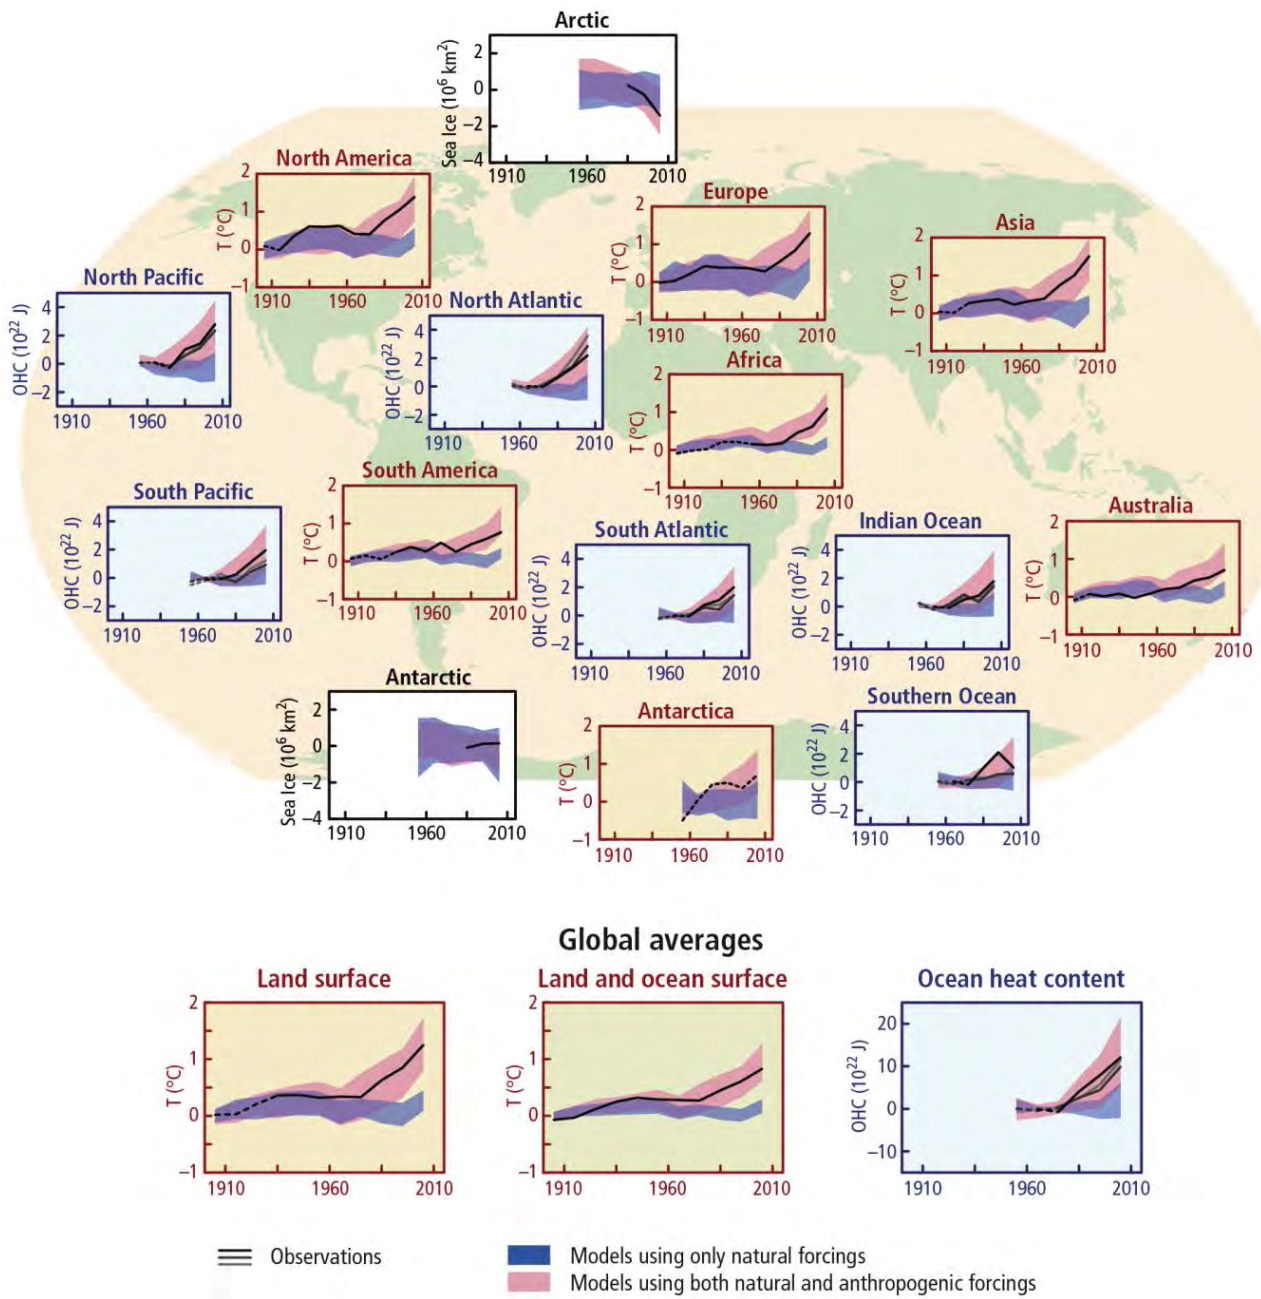 Arctic
Sea Ice (10⁶ km²)
2
0
−2
−4
1910 1960 2010
North America
T (°C)
2
1
0
−1
1910 1960 2010
Europe
T (°C)
2
1
0
−1
1910 1960 2010
Asia
T (°C)
2
1
0
−1
1910 1960 2010
North Pacific
OHC (10²² J)
4
2
0
−2
1910 1960 2010
North Atlantic
OHC (10²² J)
4
2
0
−2
1910 1960 2010
Africa
T (°C)
2
1
0
−1
1910 1960 2010
South Pacific
OHC (10²² J)
4
2
0
−2
1910 1960 2010
South America
T (°C)
2
1
0
−1
1910 1960 2010
South Atlantic
OHC (10²² J)
4
2
0
−2
1910 1960 2010
Indian Ocean
OHC (10²² J)
4
2
0
−2
1910 1960 2010
Australia
T (°C)
2
1
0
−1
1910 1960 2010
Antarctic
Sea Ice (10⁶ km²)
2
0
−2
−4
1910 1960 2010
Antarctica
T (°C)
2
1
0
−1
1910 1960 2010
Southern Ocean
OHC (10²² J)
4
2
0
−2
1910 1960 2010
Global averages
Land surface
T (°C)
2
1
0
−1
1910 1960 2010
Land and ocean surface
T (°C)
2
1
0
−1
1910 1960 2010
Ocean heat content
OHC (10²² J)
20
10
0
−10
1910 1960 2010
Observations
Models using only natural forcings
Models using both natural and anthropogenic forcings